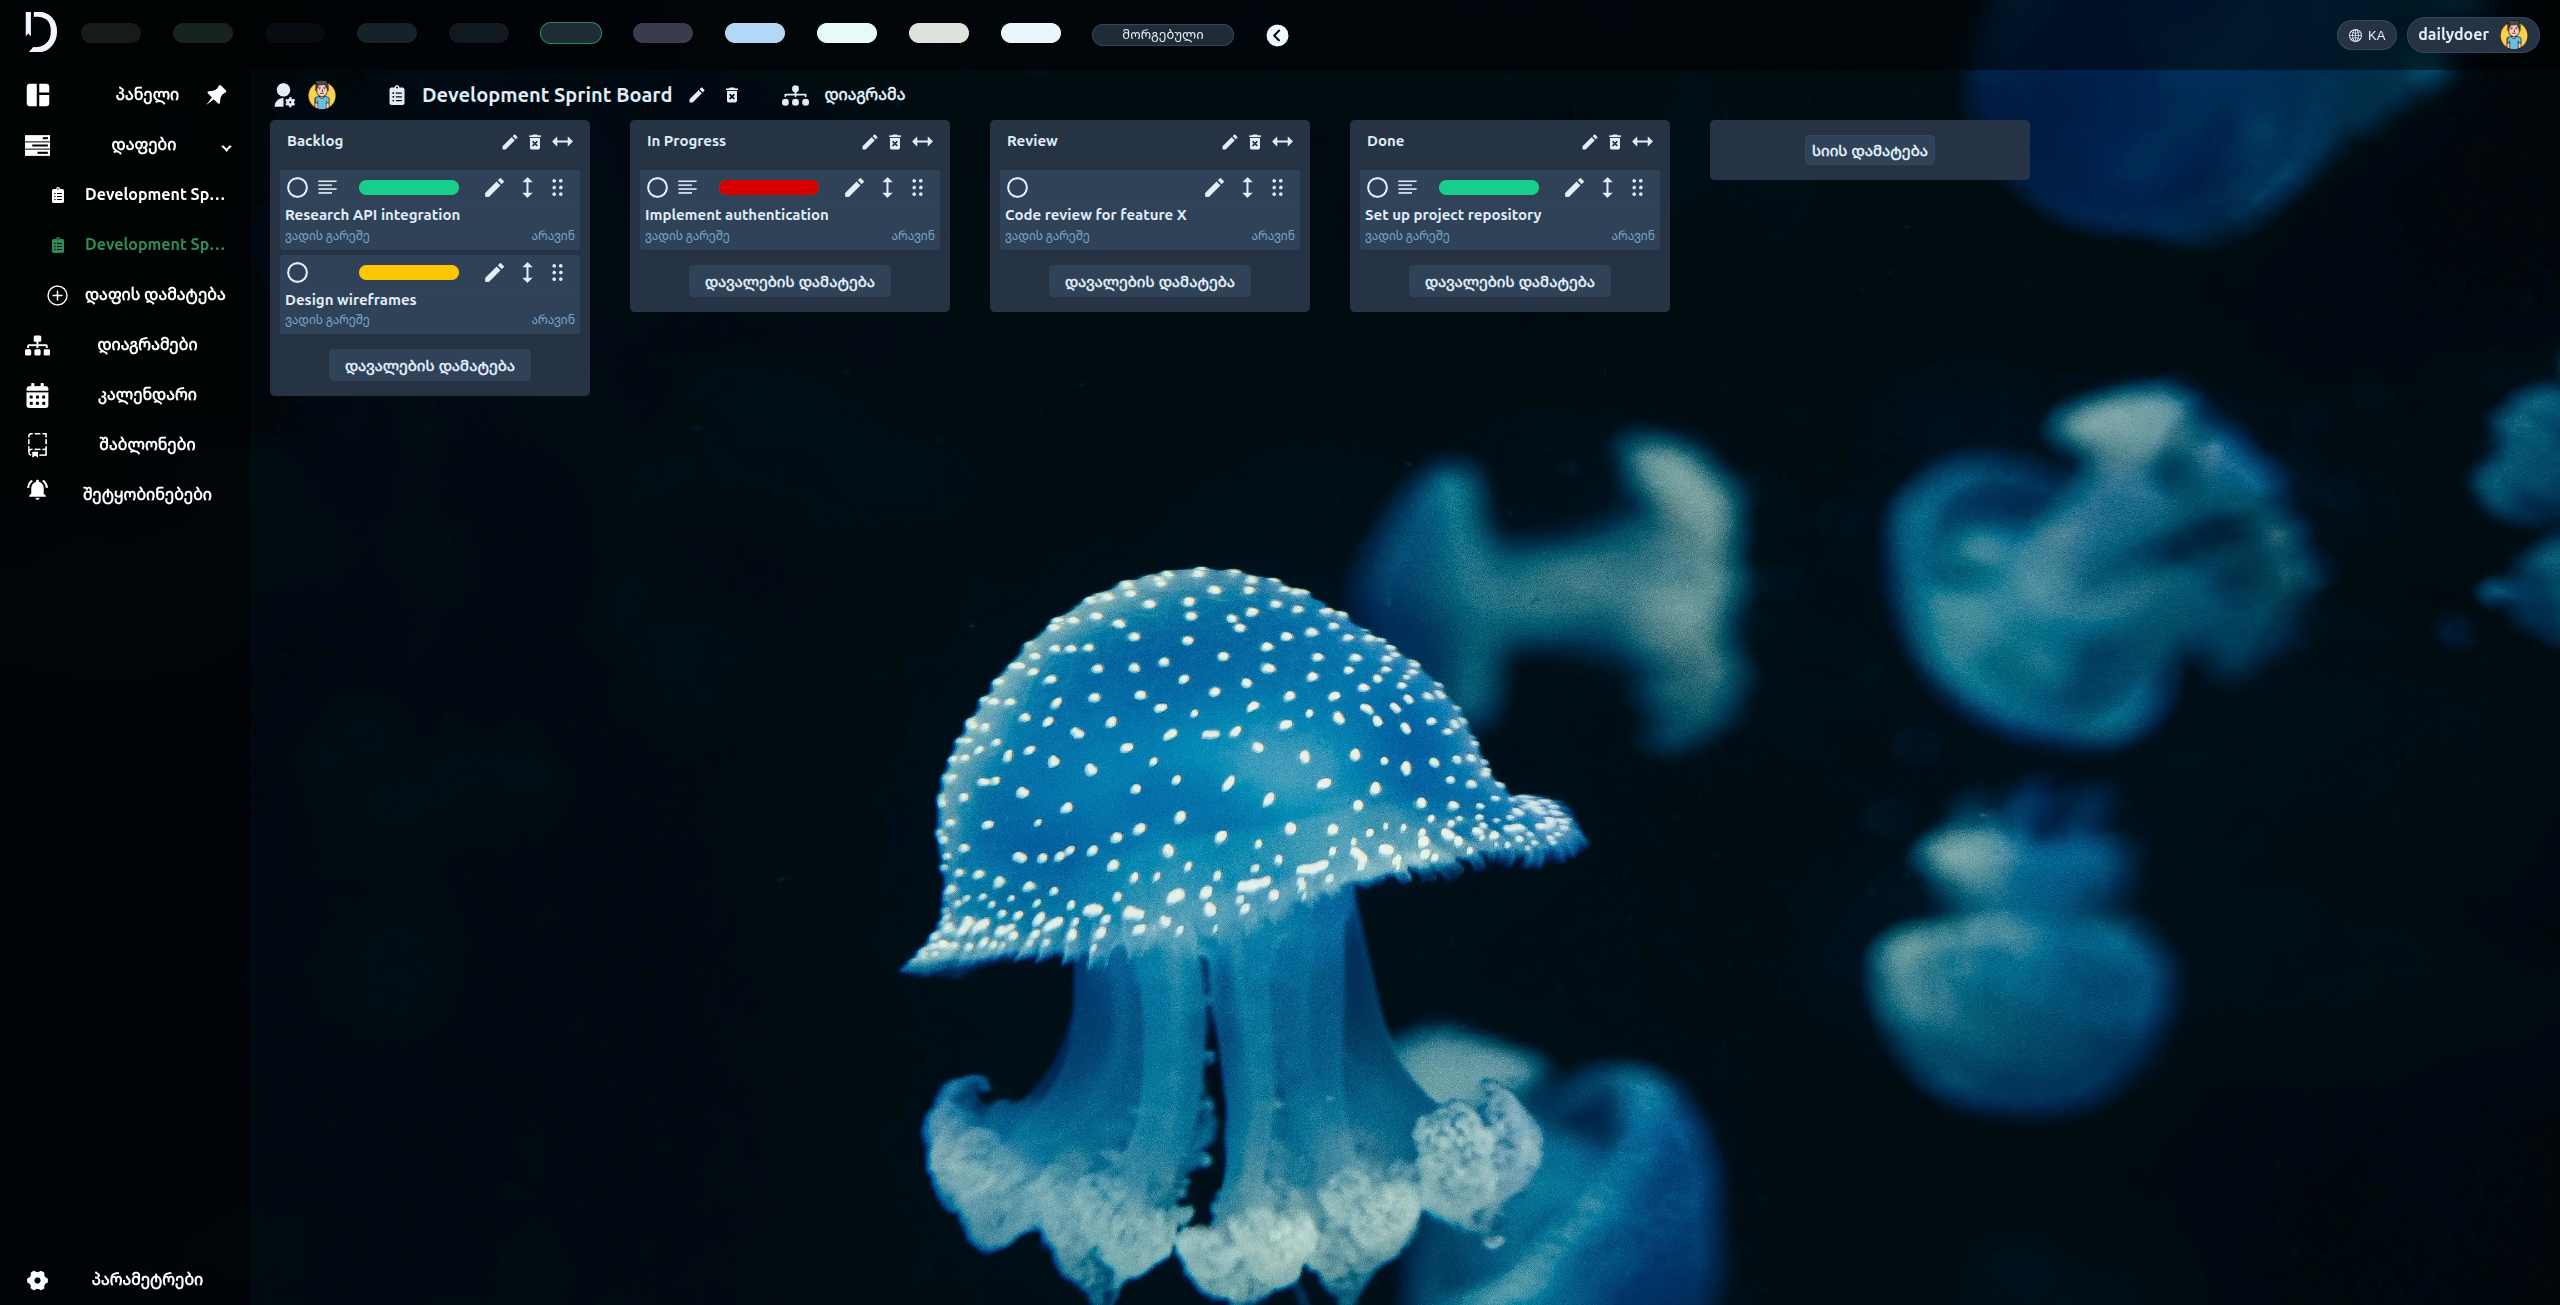 მორგებული
KA
dailydoer
პანელი
დაფები
Development Sp...
Development Sp...
დაფის დამატება
დიაგრამები
კალენდარი
შაბლონები
შეტყობინებები
პარამეტრები
Development Sprint Board
დიაგრამა
Backlog
Research API integration
ვადის გარეშე
არავინ
Design wireframes
ვადის გარეშე
არავინ
დავალების დამატება
In Progress
Implement authentication
ვადის გარეშე
არავინ
დავალების დამატება
Review
Code review for feature X
ვადის გარეშე
არავინ
დავალების დამატება
Done
Set up project repository
ვადის გარეშე
არავინ
დავალების დამატება
სიის დამატება